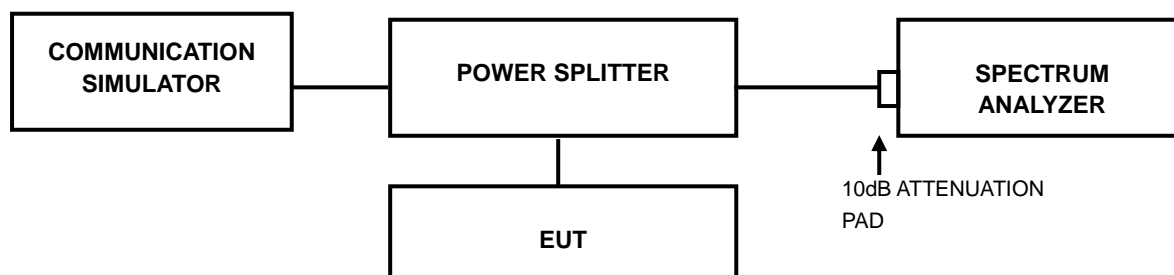 COMMUNICATION
SIMULATOR
POWER SPLITTER
SPECTRUM
ANALYZER
10dB ATTENUATION
PAD
EUT